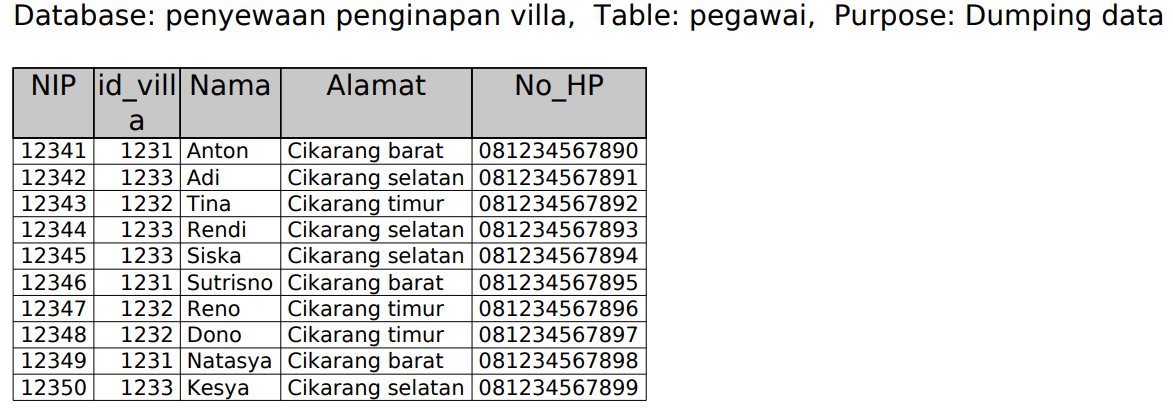 Database: penyewaan penginapan villa, Table: pegawai, Purpose: Dumping data
NIP id_villa Nama Alamat No_HP
12341 1231 Anton Cikarang barat 081234567890
12342 1233 Adi Cikarang selatan 081234567891
12343 1232 Tina Cikarang timur 081234567892
12344 1233 Rendi Cikarang selatan 081234567893
12345 1233 Siska Cikarang selatan 081234567894
12346 1231 Sutrisno Cikarang barat 081234567895
12347 1232 Reno Cikarang timur 081234567896
12348 1232 Dono Cikarang timur 081234567897
12349 1231 Natasya Cikarang barat 081234567898
12350 1233 Kesya Cikarang selatan 081234567899